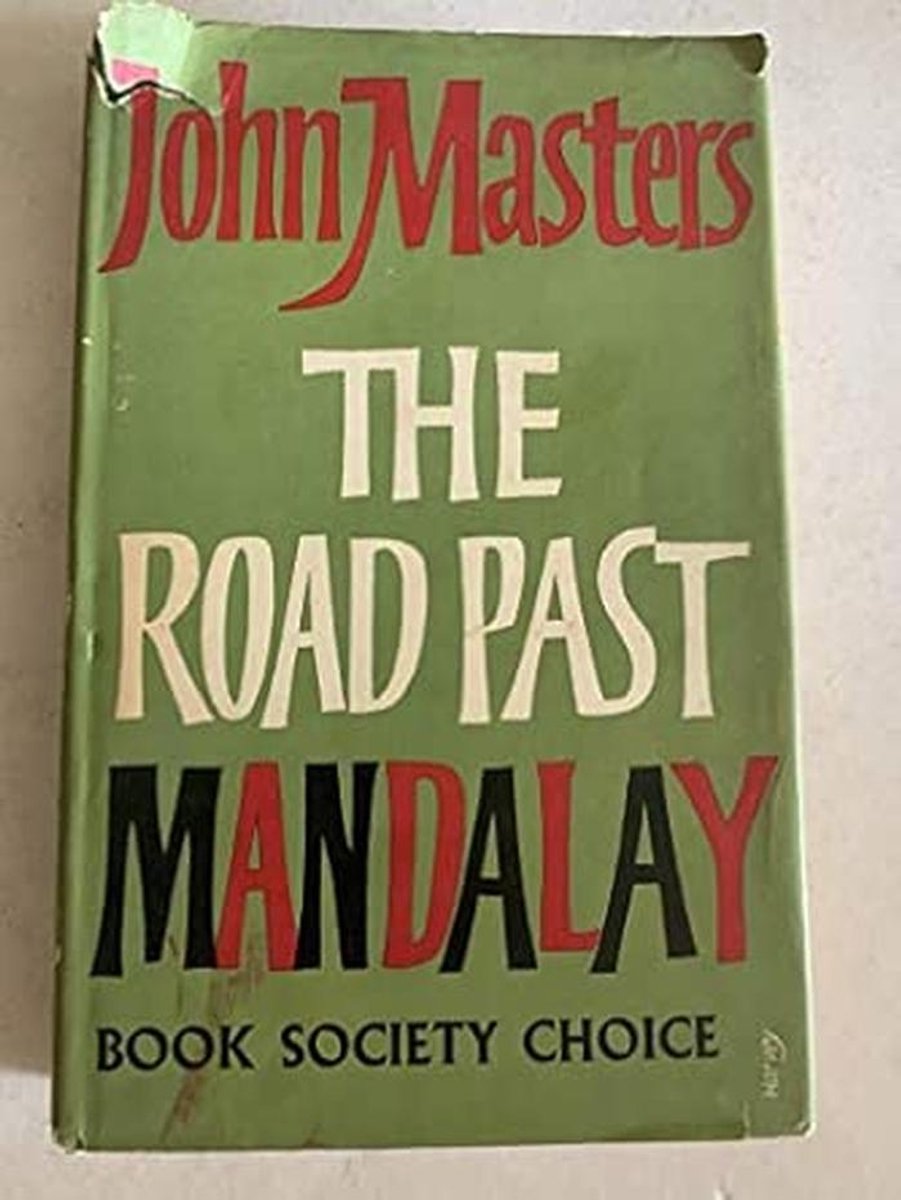 John Masters
THE
ROAD PAST
MANDALAY
BOOK SOCIETY CHOICE